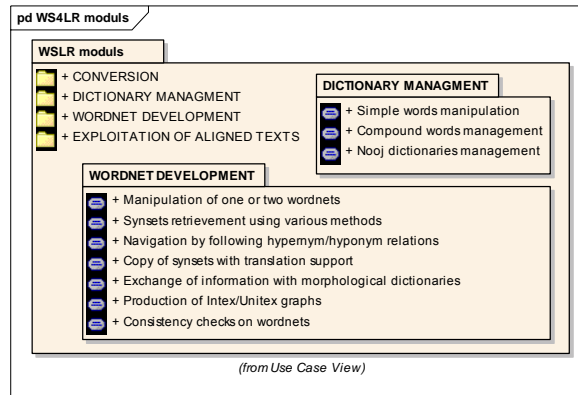 pd WS4LR moduls
WSLR moduls
+ CONVERSION
+ DICTIONARY MANAGMENT
+ WORDNET DEVELOPMENT
+ EXPLOITATION OF ALIGNED TEXTS
DICTIONARY MANAGMENT
+ Simple words manipulation
+ Compound words management
+ Nooj dictionaries management
WORDNET DEVELOPMENT
+ Manipulation of one or two wordnets
+ Synsets retrievement using various methods
+ Navigation by following hypernym/hyponym relations
+ Copy of synsets with translation support
+ Exchange of information with morphological dictionaries
+ Production of Intex/Unitex graphs
+ Consistency checks on wordnets
(from Use Case View)